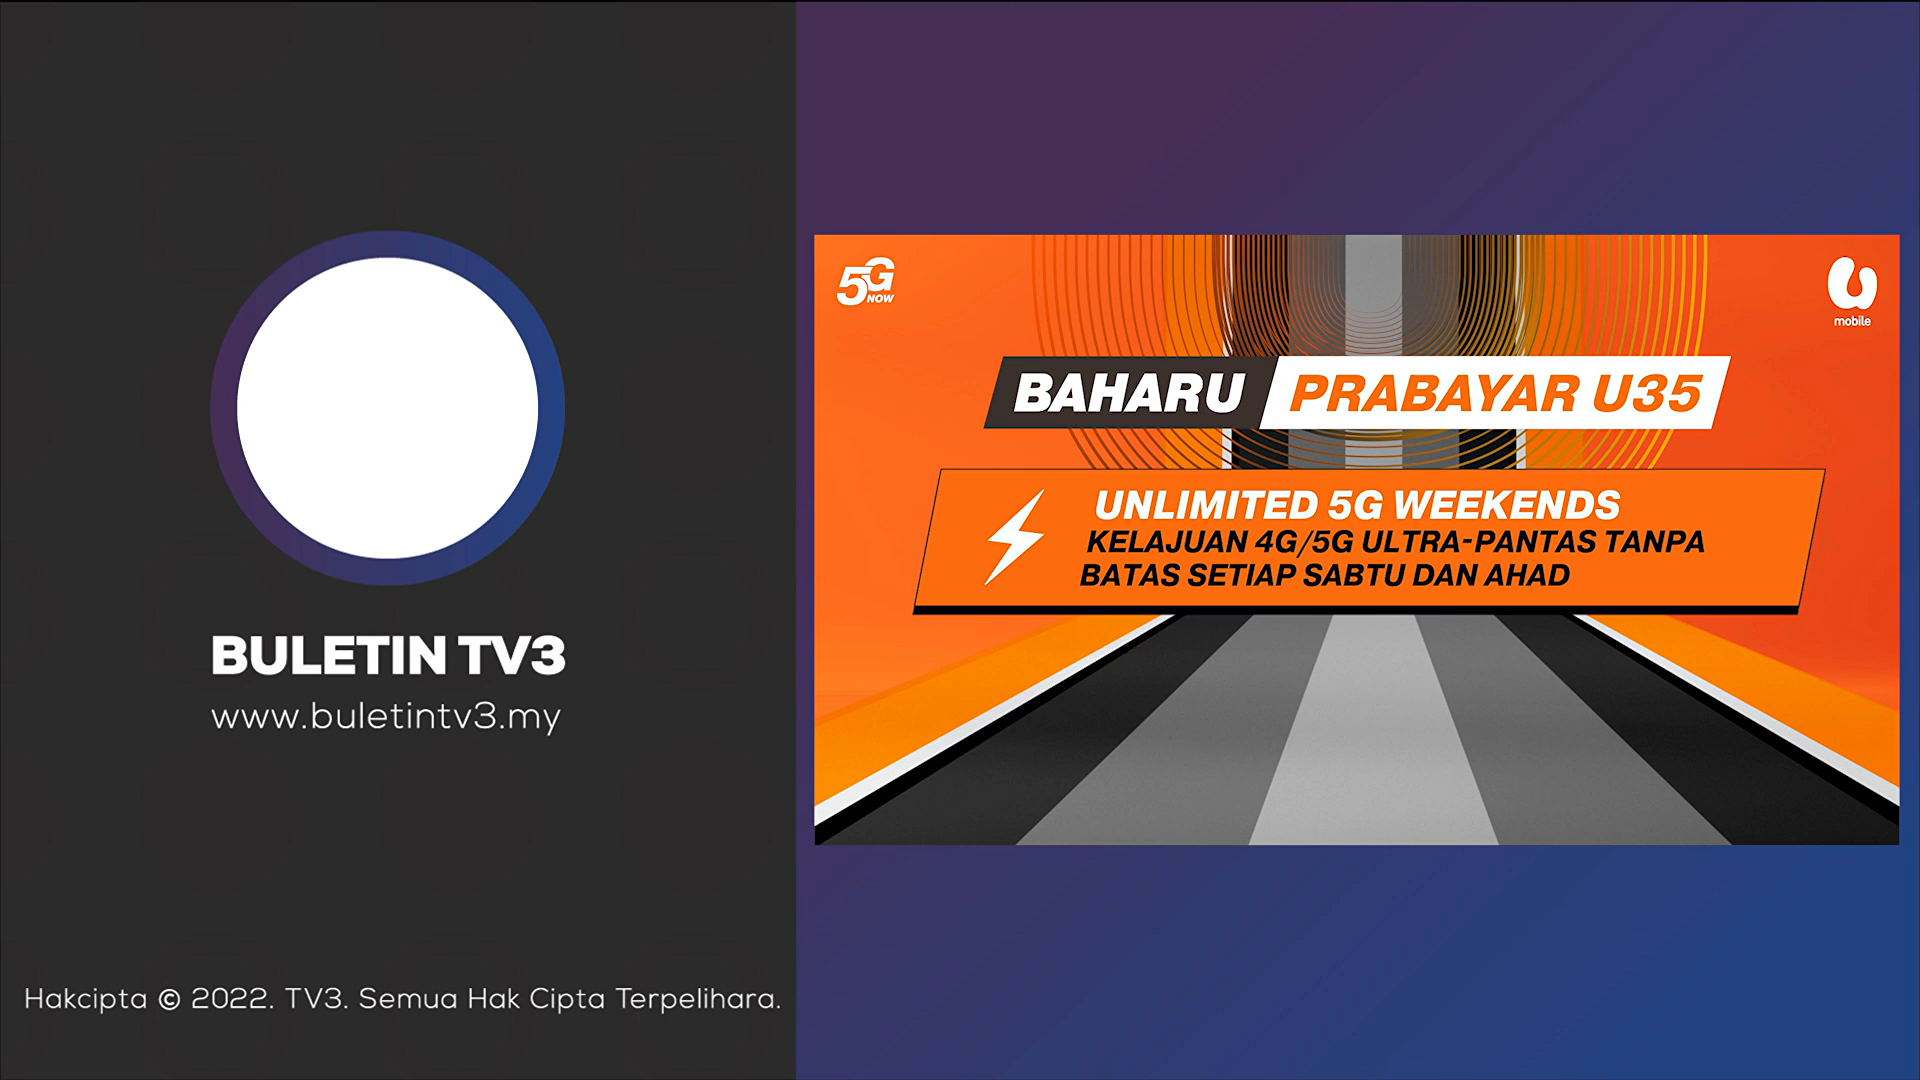 BULETIN TV3
www.buletintv3.my
Hakcipta © 2022. TV3. Semua Hak Cipta Terpelihara.
5G
NOW
u
mobile
BAHARU PRABAYAR U35
UNLIMITED 5G WEEKENDS
KELAJUAN 4G/5G ULTRA-PANTAS TANPA
BATAS SETIAP SABTU DAN AHAD